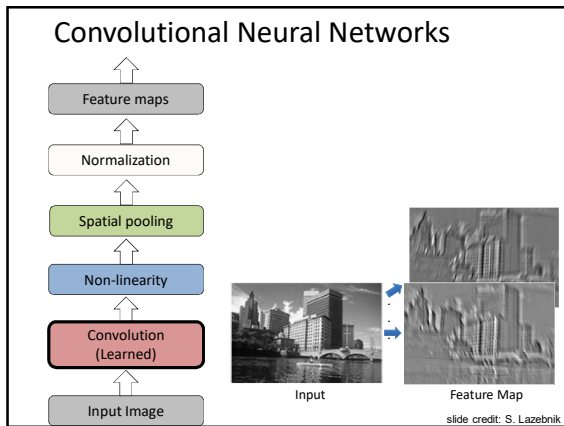 Convolutional Neural Networks
Feature maps
Normalization
Spatial pooling
Non-linearity
Convolution
(Learned)
Input Image
Input
Feature Map
slide credit: S. Lazebnik